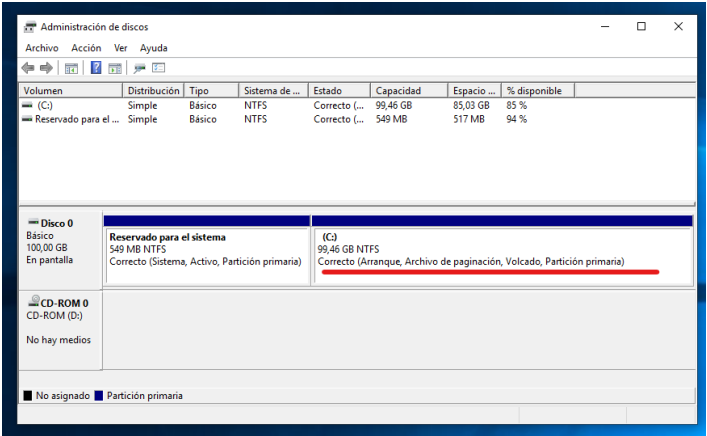 Administración de discos
Archivo Acción Ver Ayuda
Volumen Distribución Tipo Sistema de ... Estado Capacidad Espacio ... % disponible
(C:) Simple Básico NTFS Correcto (... 99,46 GB 85,03 GB 85 %
Reservado para el ... Simple Básico NTFS Correcto (... 549 MB 517 MB 94 %
Disco 0
Básico
100,00 GB
En pantalla
Reservado para el sistema
549 MB NTFS
Correcto (Sistema, Activo, Partición primaria)
(C:)
99,46 GB NTFS
Correcto (Arranque, Archivo de paginación, Volcado, Partición primaria)
CD-ROM 0
CD-ROM (D:)
No hay medios
No asignado Partición primaria